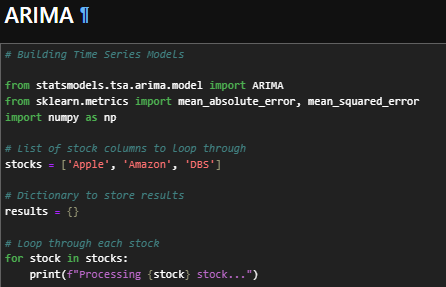 ARIMA ¶
# Building Time Series Models
from statsmodels.tsa.arima.model import ARIMA
from sklearn.metrics import mean_absolute_error, mean_squared_error
import numpy as np
# List of stock columns to loop through
stocks = ['Apple', 'Amazon', 'DBS']
# Dictionary to store results
results = {}
# Loop through each stock
for stock in stocks:
    print(f"Processing {stock} stock...")